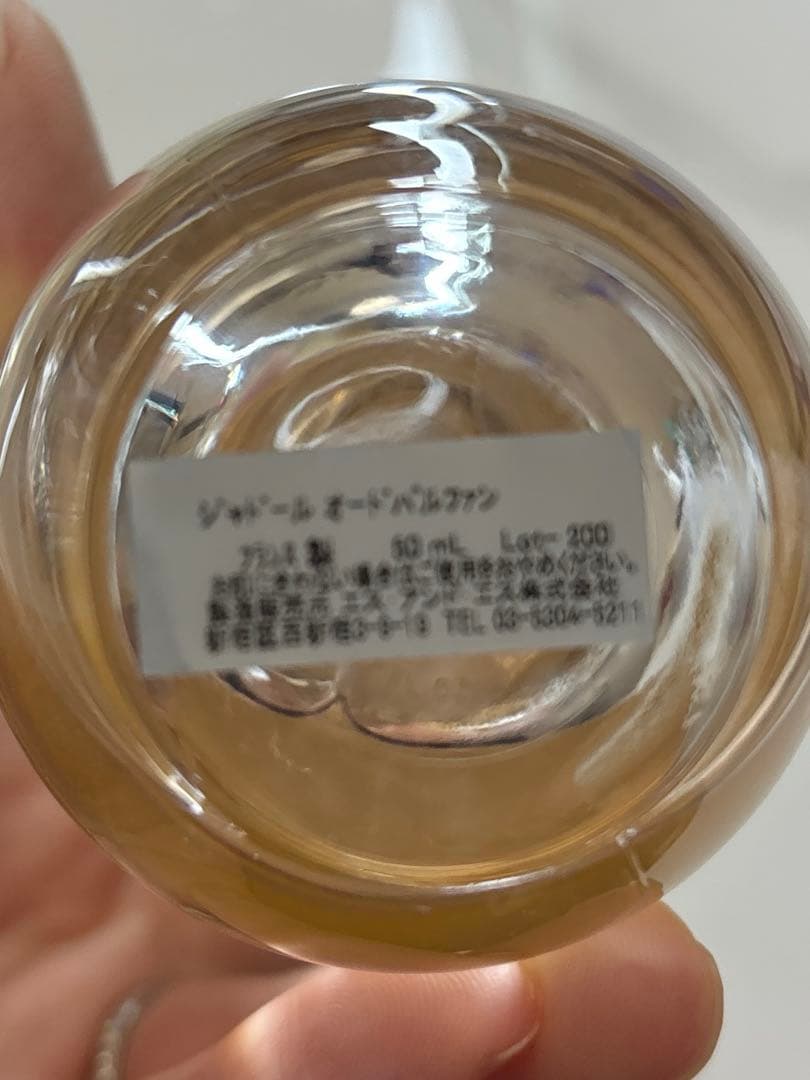 ジャドール オードパルファン
フランス 製 50 mL Lot- 200
お肌にあわない場合はご使用をおやめください。
製造販売元 エス アンド エス株式会社
新宿区西新宿3-9-19 TEL 03-5304-5211